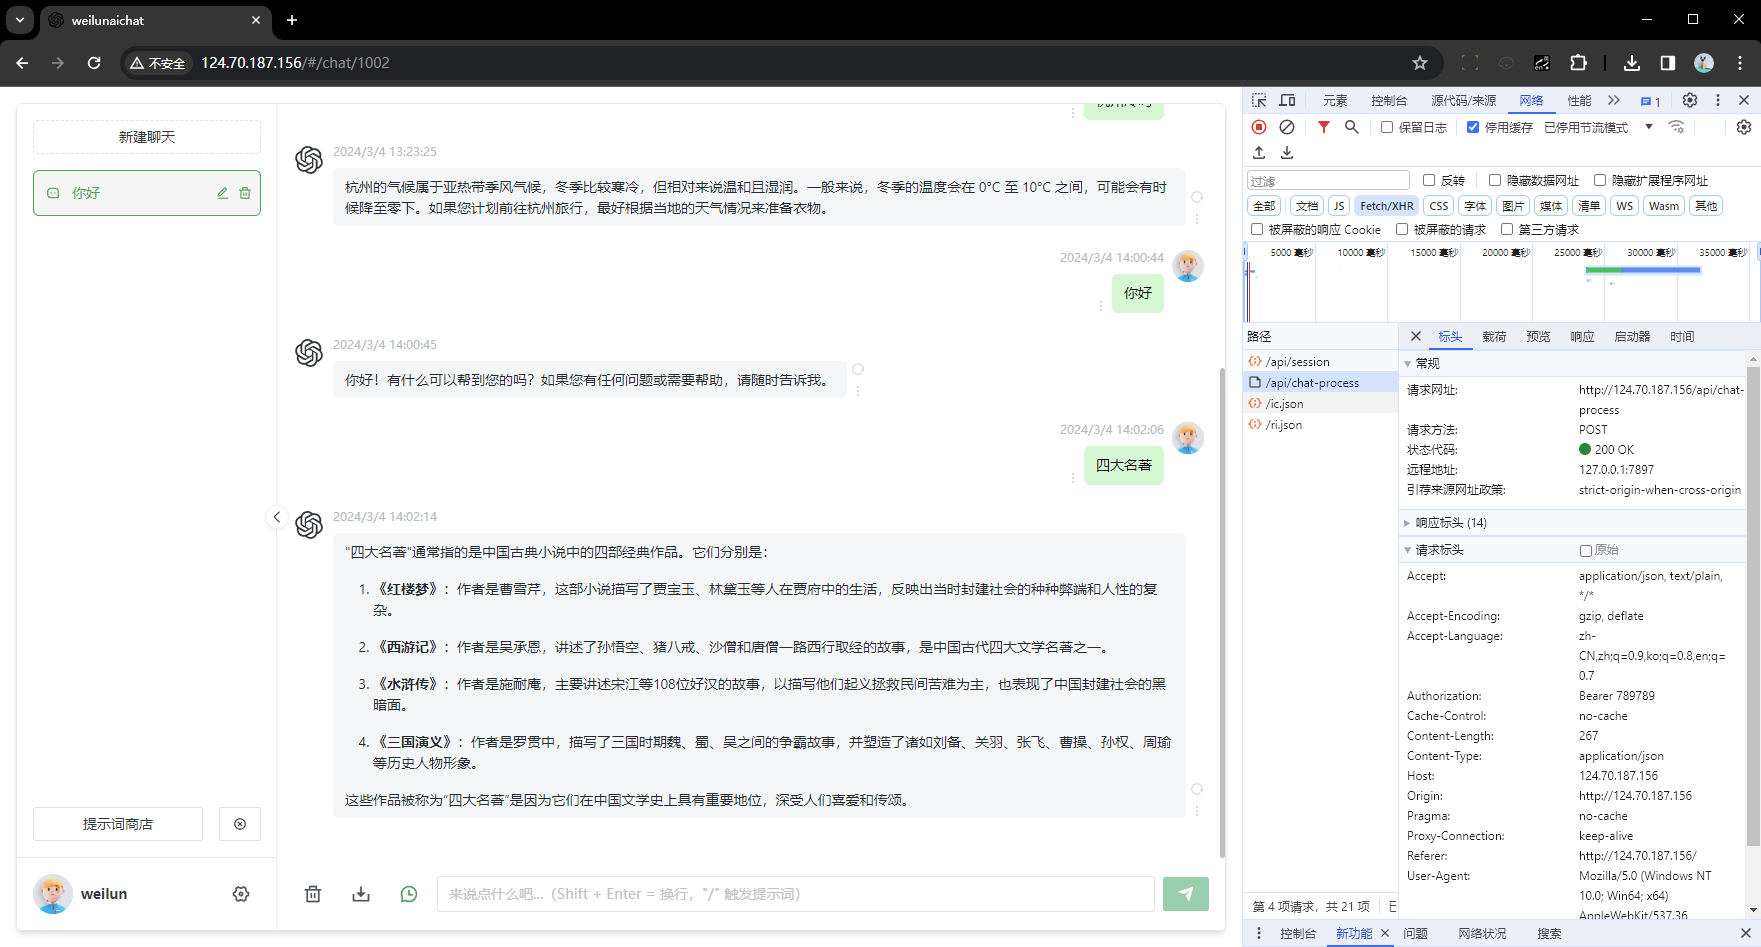 weilunaichat
不安全
124.70.187.156/#/chat/1002
新建聊天
你好
提示词商店
weilun
2024/3/4 13:23:25
杭州的气候属于亚热带季风气候，冬季比较寒冷，但相对来说温和且湿润。一般来说，冬季的温度会在 0°C 至 10°C 之间，可能会有时
候降至零下。如果您计划前往杭州旅行，最好根据当地的天气情况来准备衣物。
2024/3/4 14:00:44
你好
2024/3/4 14:00:45
你好！有什么可以帮到您的吗？如果您有任何问题或需要帮助，请随时告诉我。
2024/3/4 14:02:06
四大名著
2024/3/4 14:02:14
"四大名著"通常指的是中国古典小说中的四部经典作品。它们分别是：
1. 《红楼梦》：作者是曹雪芹，这部小说描写了贾宝玉、林黛玉等人在贾府中的生活，反映出当时封建社会的种种弊端和人性的复
杂。
2. 《西游记》：作者是吴承恩，讲述了孙悟空、猪八戒、沙僧和唐僧一路西行取经的故事，是中国古代四大文学名著之一。
3. 《水浒传》：作者是施耐庵，主要讲述宋江等108位好汉的故事，以描写他们起义拯救民间苦难为主，也表现了中国封建社会的黑
暗面。
4. 《三国演义》：作者是罗贯中，描写了三国时期魏、蜀、吴之间的争霸故事，并塑造了诸如刘备、关羽、张飞、曹操、孙权、周瑜
等历史人物形象。
这些作品被称为"四大名著"是因为它们在中国文学史上具有重要地位，深受人们喜爱和传颂。
来说点什么吧...（Shift + Enter = 换行，"/" 触发提示词）
元素 控制台 源代码/来源 网络 性能 1
保留日志 停用缓存 已停用节流模式
过滤 反转 隐藏数据网址 隐藏扩展程序网址
全部 文档 JS Fetch/XHR CSS 字体 图片 媒体 清单 WS Wasm 其他
被屏蔽的响应 Cookie 被屏蔽的请求 第三方请求
5000 毫秒 10000 毫秒 15000 毫秒 20000 毫秒 25000 毫秒 30000 毫秒 35000 毫秒
路径
/api/session
/api/chat-process
/ic.json
/ri.json
第 4 项请求，共 21 项
标头 载荷 预览 响应 启动器 时间
常规
请求网址: http://124.70.187.156/api/chat-
process
请求方法: POST
状态代码: 200 OK
远程地址: 127.0.0.1:7897
引荐来源网址政策: strict-origin-when-cross-origin
响应标头 (14)
请求标头 原始
Accept: application/json, text/plain,
*/*
Accept-Encoding: gzip, deflate
Accept-Language: zh-
CN,zh;q=0.9,ko;q=0.8,en;q=
0.7
Authorization: Bearer 789789
Cache-Control: no-cache
Content-Length: 267
Content-Type: application/json
Host: 124.70.187.156
Origin: http://124.70.187.156
Pragma: no-cache
Proxy-Connection: keep-alive
Referer: http://124.70.187.156/
User-Agent: Mozilla/5.0 (Windows NT
10.0; Win64; x64)
AppleWebKit/537.36
控制台 新功能 问题 网络状况 搜索